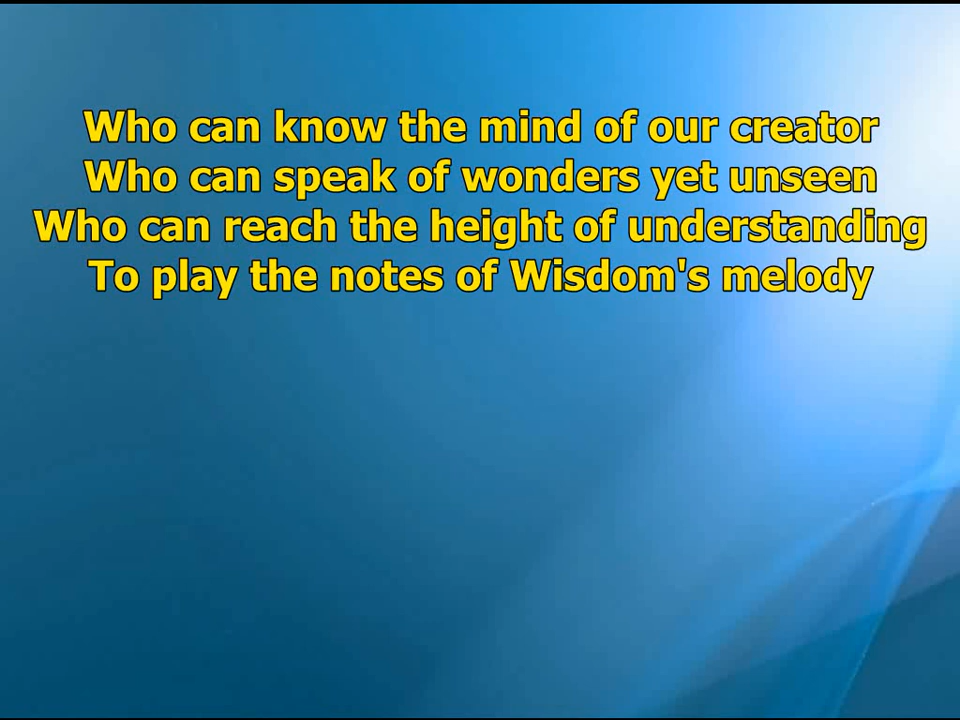 Who can know the mind of our creator
Who can speak of wonders yet unseen
Who can reach the height of understanding
To play the notes of Wisdom's melody